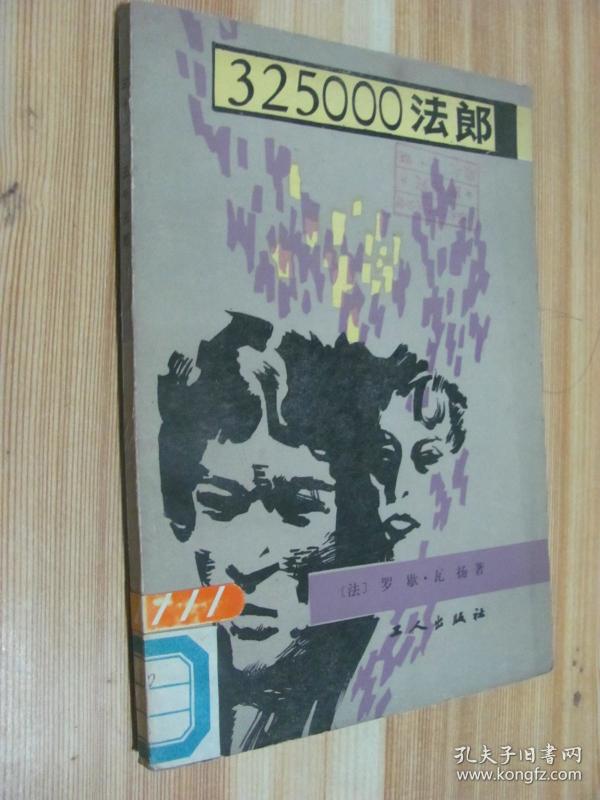 325000法郎
〔法〕罗 歇·瓦 扬 著
工人出版社
孔夫子旧书网
www.kongfz.com